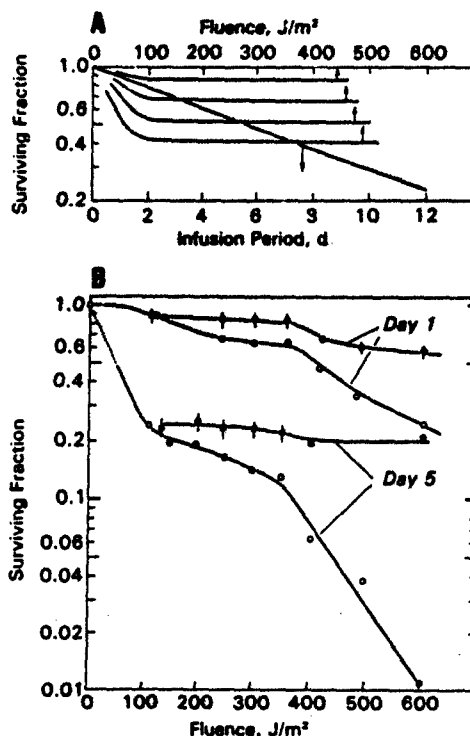 A
Fluence, J/m²
0 100 200 300 400 500 600
Surviving Fraction
1.0
0.6
0.4
0.2
0 2 4 6 8 10 12
Infusion Period, d
B
Surviving Fraction
1.0
0.6
0.4
0.2
0.1
0.06
0.04
0.02
0.01
Day 1
Day 5
0 100 200 300 400 500 600
Fluence, J/m²